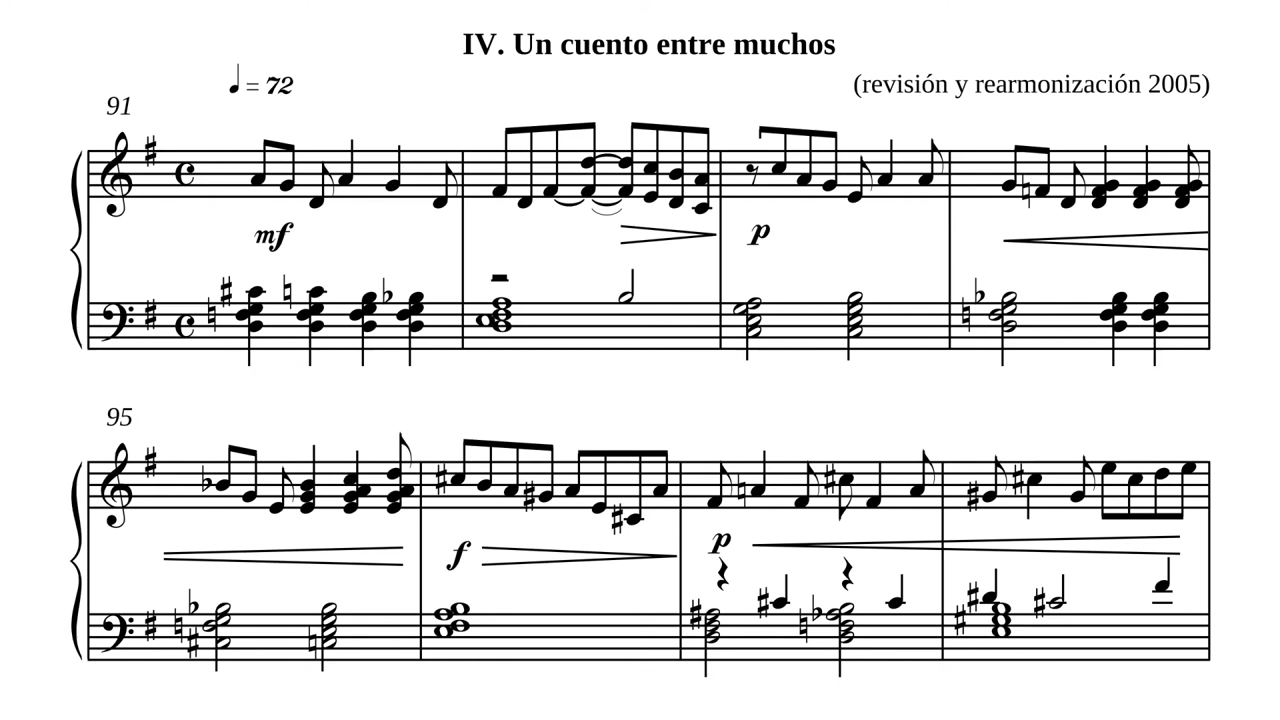 IV. Un cuento entre muchos
(revisión y rearmonización 2005)
♩ = 72
91
mf
p
95
f
p